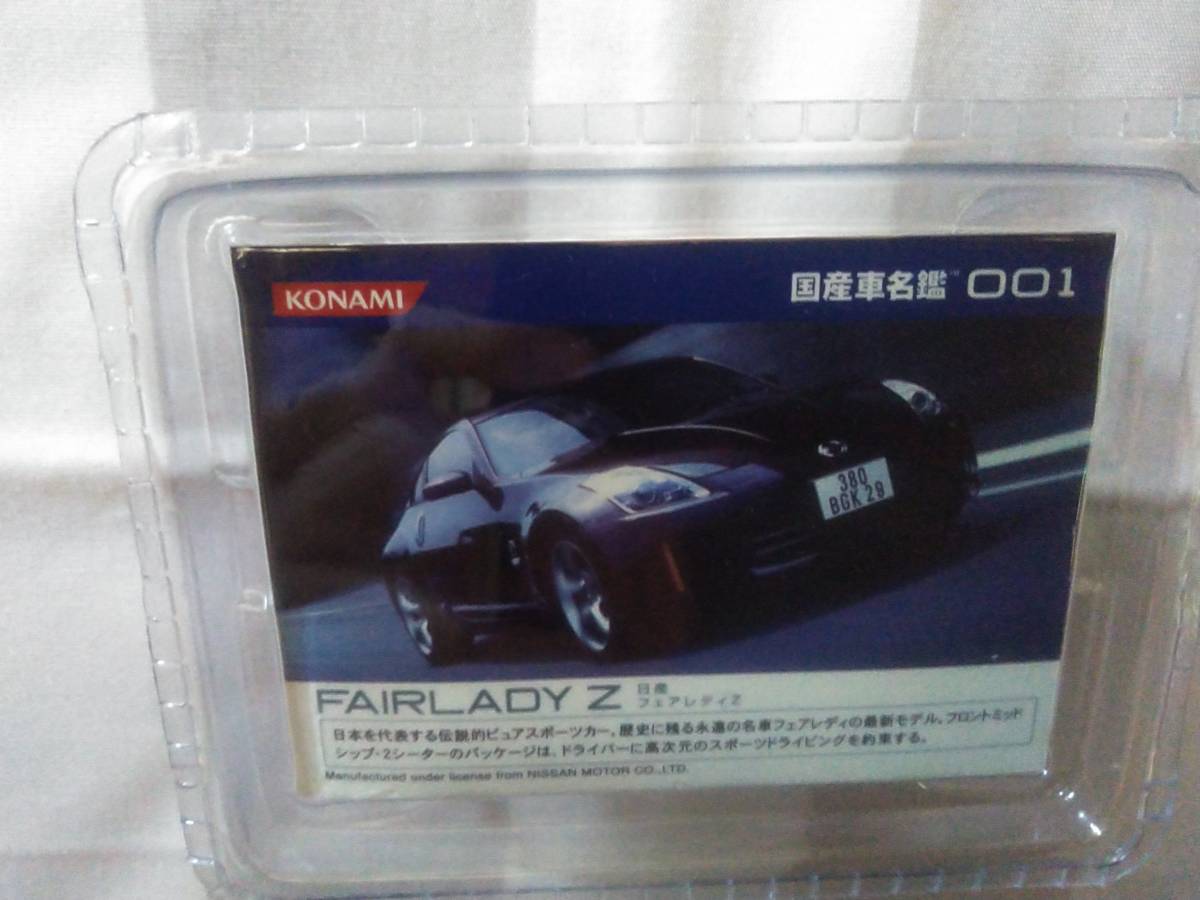 KONAMI
国産車名鑑™ 001
380
BGK 29
FAIRLADY Z
日産
フェアレディZ
日本を代表する伝説的ピュアスポーツカー。歴史に残る永遠の名車フェアレディの最新モデル。フロントミッド
シップ・2シーターのパッケージは、ドライバーに高次元のスポーツドライビングを約束する。
Manufactured under license from NISSAN MOTOR CO.,LTD.